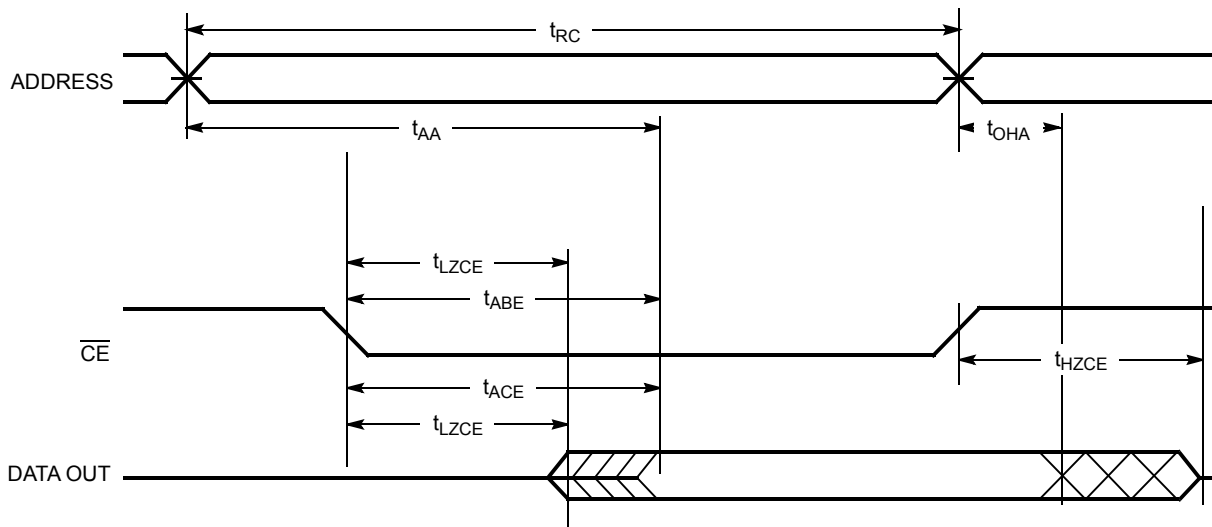 tRC
ADDRESS
tAA
tOHA
tLZCE
tABE
CE
tHZCE
tACE
tLZCE
DATA OUT